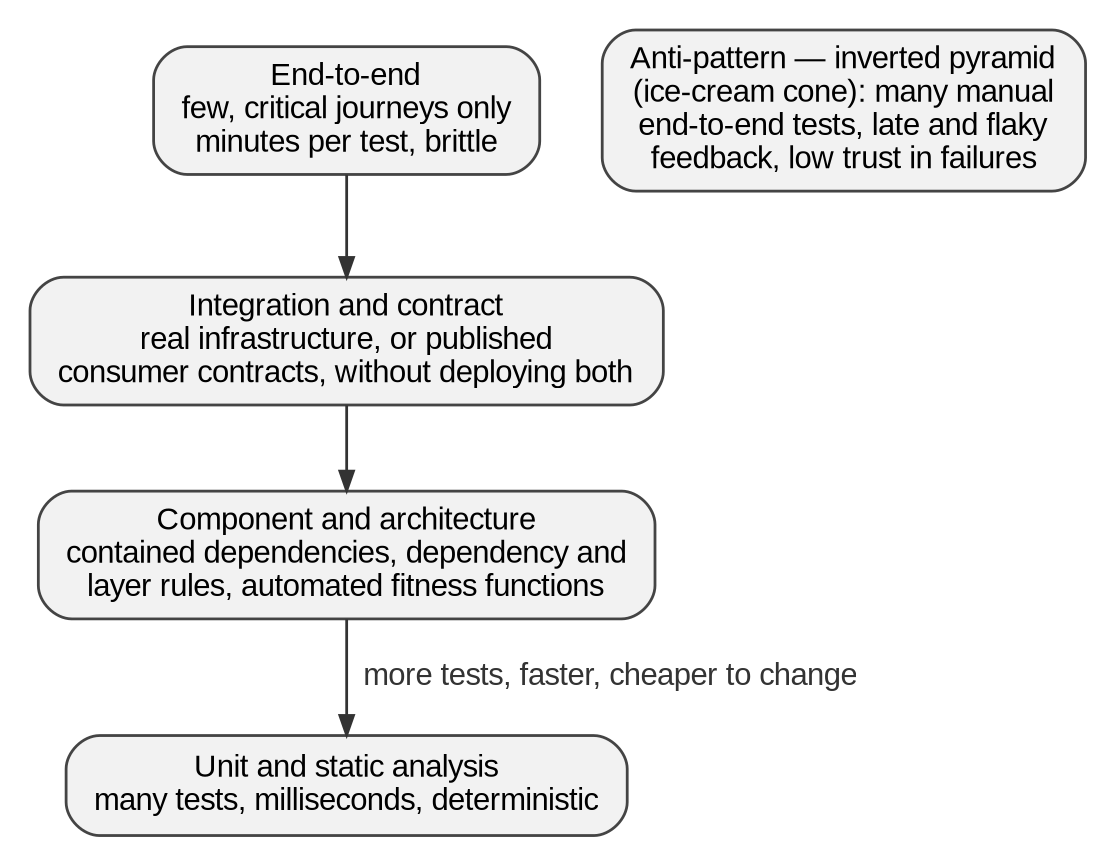 End-to-end
few, critical journeys only
minutes per test, brittle
Anti-pattern — inverted pyramid
(ice-cream cone): many manual
end-to-end tests, late and flaky
feedback, low trust in failures
Integration and contract
real infrastructure, or published
consumer contracts, without deploying both
Component and architecture
contained dependencies, dependency and
layer rules, automated fitness functions
more tests, faster, cheaper to change
Unit and static analysis
many tests, milliseconds, deterministic